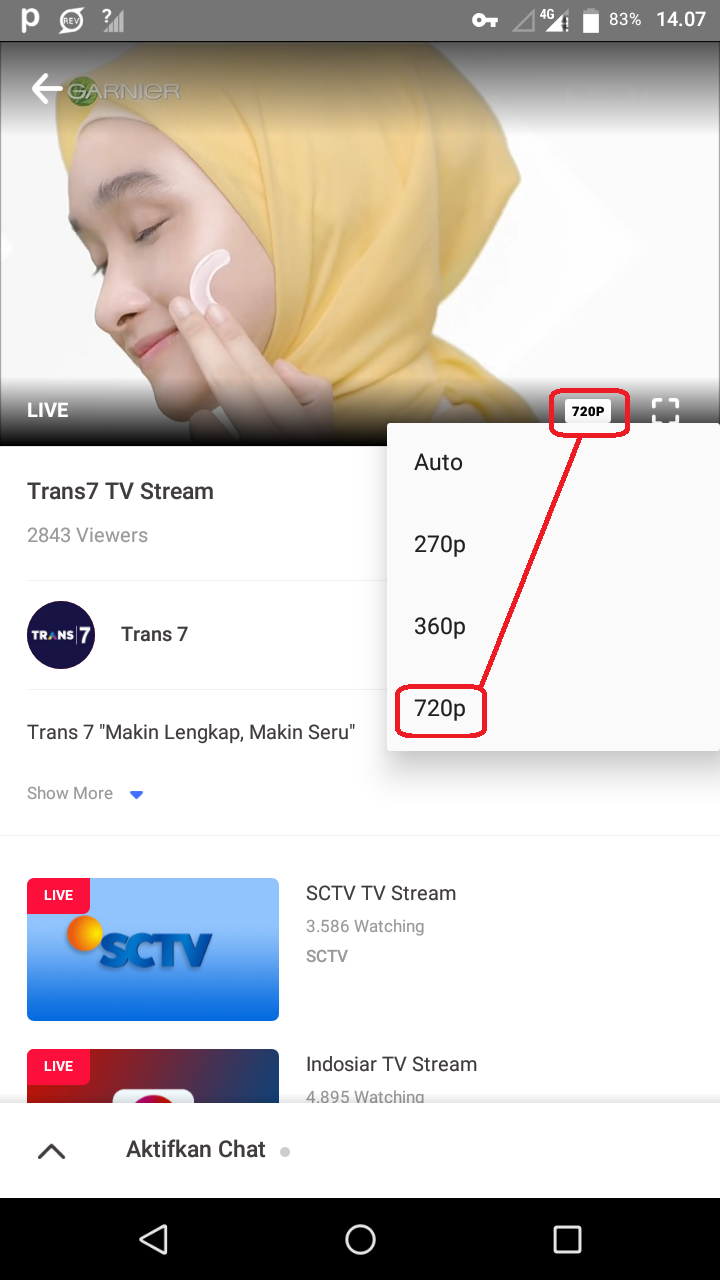 REV
?
4G
83%
14.07
GARNIER
LIVE
720P
Auto
270p
360p
720p
Trans7 TV Stream
2843 Viewers
TRANS|7
Trans 7
Trans 7 "Makin Lengkap, Makin Seru"
Show More
LIVE
SCTV
SCTV TV Stream
3.586 Watching
SCTV
LIVE
Indosiar TV Stream
4.895 Watching
Aktifkan Chat